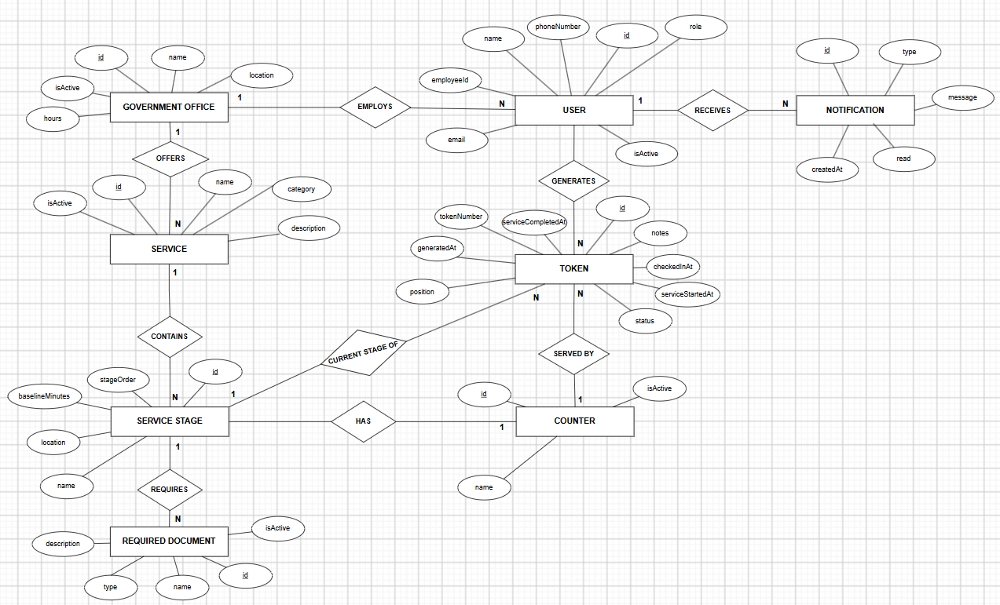 phoneNumber
role
name
id
id
name
id
type
location
employeeId
isActive
message
1
GOVERNMENT OFFICE
EMPLOYS
N
USER
1
RECEIVES
N
NOTIFICATION
hours
1
email
isActive
read
OFFERS
createdAt
name
GENERATES
id
category
isActive
id
tokenNumber
serviceCompletedAt
N
description
notes
N
generatedAt
SERVICE
TOKEN
checkedInAt
1
position
N
N
serviceStartedAt
status
CONTAINS
CURRENT STAGE OF
SERVED BY
id
stageOrder
isActive
baselineMinutes
N
1
id
1
SERVICE STAGE
HAS
1
COUNTER
location
1
name
REQUIRES
name
N
isActive
description
REQUIRED DOCUMENT
id
type
name